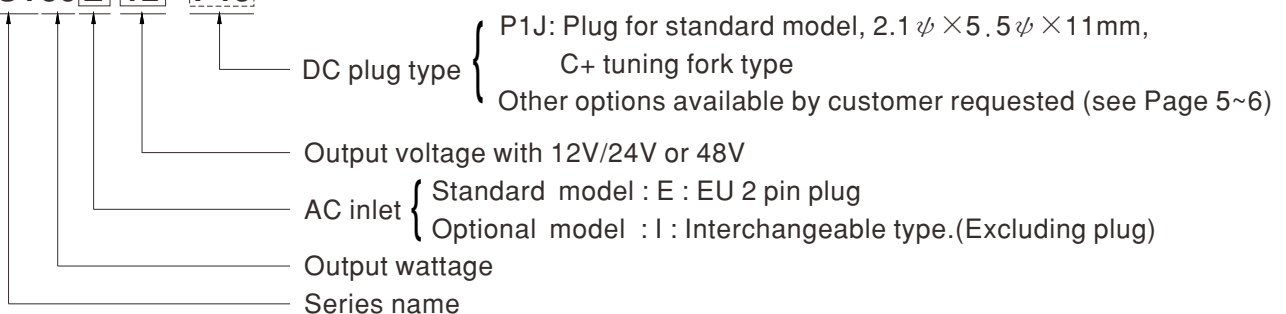 P1J: Plug for standard model, 2.1ψ×5.5ψ×11mm,
DC plug type
C+ tuning fork type
Other options available by customer requested (see Page 5~6)
Output voltage with 12V/24V or 48V
Standard model : E : EU 2 pin plug
AC inlet
Optional model : I : Interchangeable type.(Excluding plug)
Output wattage
Series name